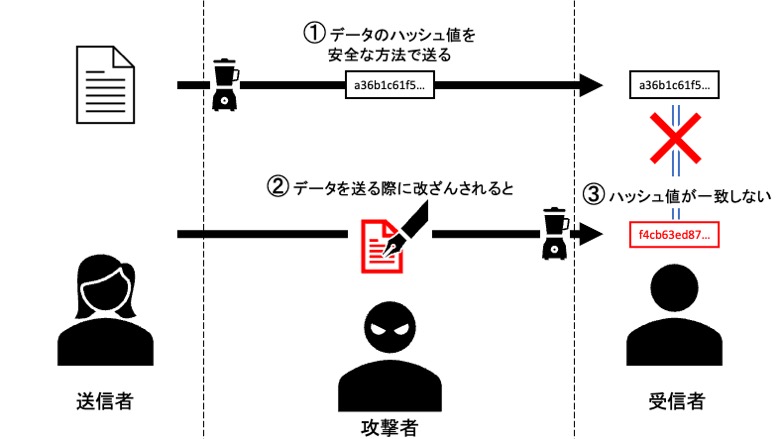 ① データのハッシュ値を
安全な方法で送る
a36b1c61f5...
a36b1c61f5...
② データを送る際に改ざんされると
③ ハッシュ値が一致しない
f4cb63ed87...
送信者
攻撃者
受信者